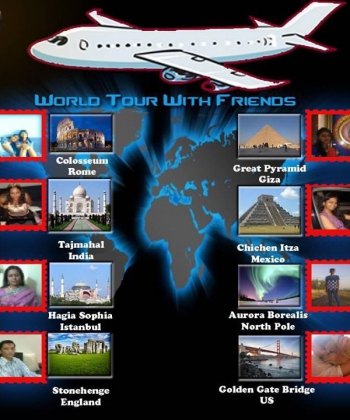 World Tour With Friends
Colosseum
Rome
Great Pyramid
Giza
Tajmahal
India
Chichen Itza
Mexico
Hagia Sophia
Istanbul
Aurora Borealis
North Pole
Stonehenge
England
Golden Gate Bridge
US